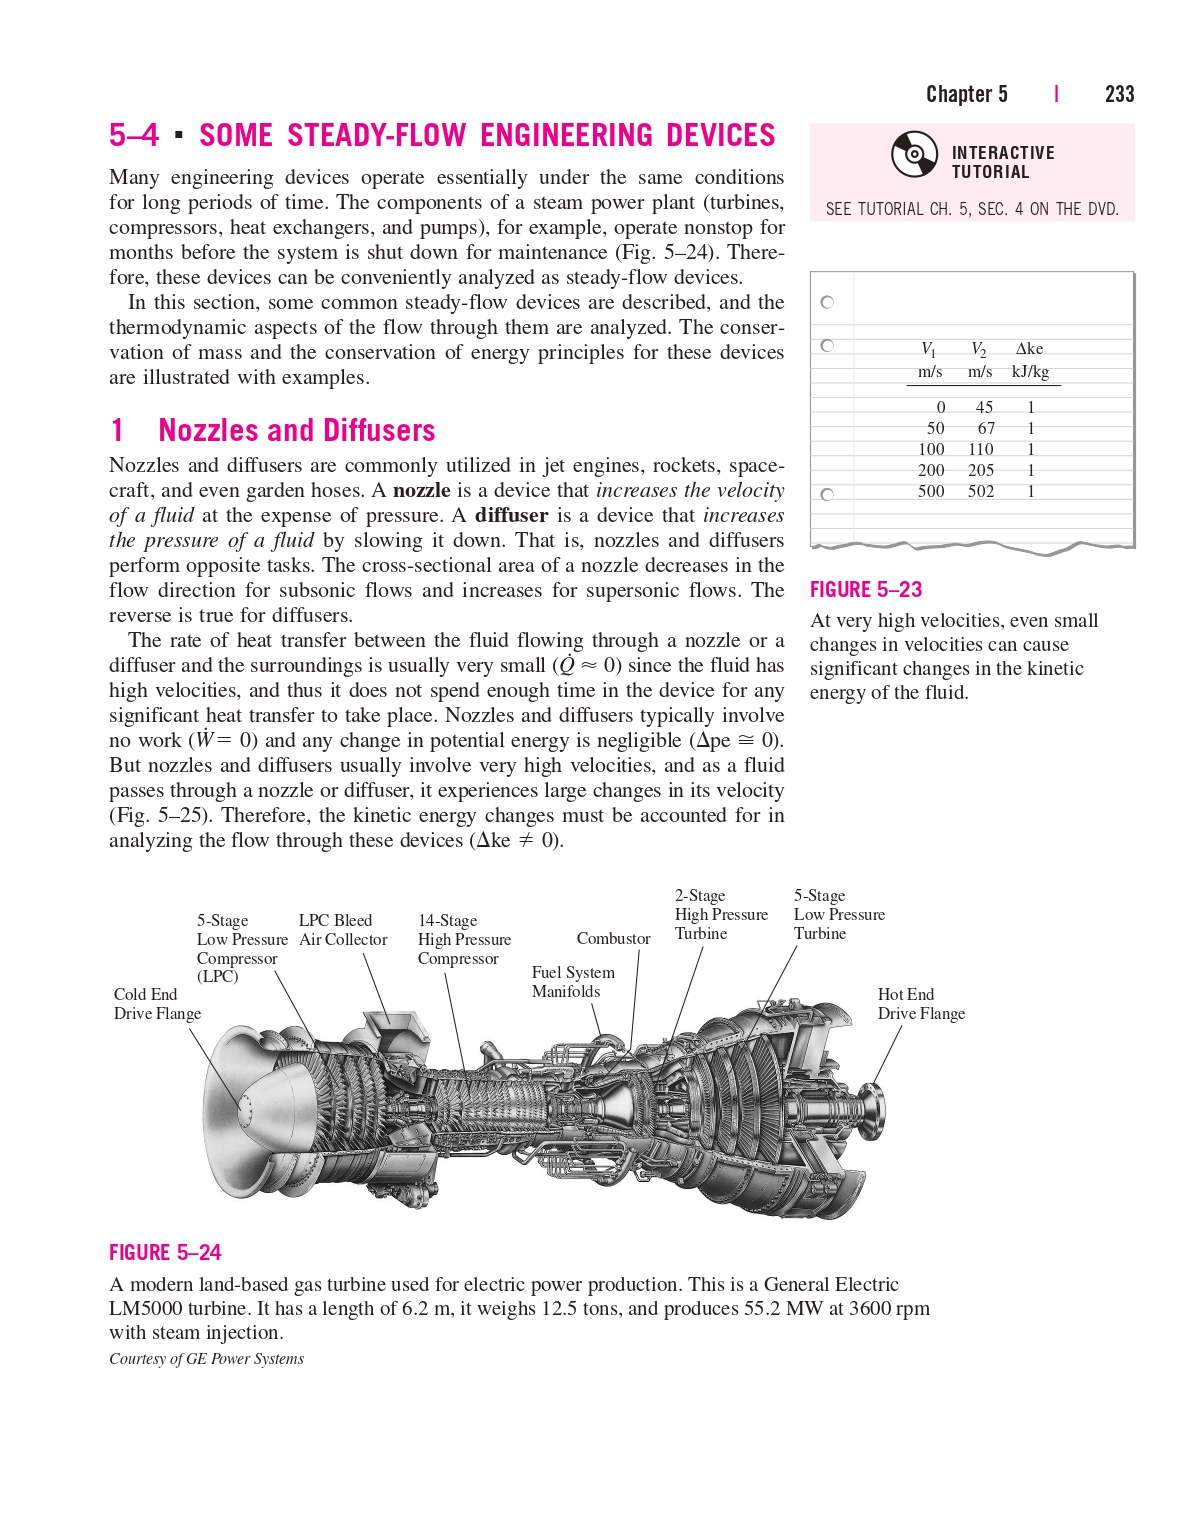 Chapter 5 | 233
5–4 ▪ SOME STEADY-FLOW ENGINEERING DEVICES
Many engineering devices operate essentially under the same conditions
for long periods of time. The components of a steam power plant (turbines,
compressors, heat exchangers, and pumps), for example, operate nonstop for
months before the system is shut down for maintenance (Fig. 5–24). There-
fore, these devices can be conveniently analyzed as steady-flow devices.
In this section, some common steady-flow devices are described, and the
thermodynamic aspects of the flow through them are analyzed. The conser-
vation of mass and the conservation of energy principles for these devices
are illustrated with examples.
1 Nozzles and Diffusers
Nozzles and diffusers are commonly utilized in jet engines, rockets, space-
craft, and even garden hoses. A nozzle is a device that increases the velocity
of a fluid at the expense of pressure. A diffuser is a device that increases
the pressure of a fluid by slowing it down. That is, nozzles and diffusers
perform opposite tasks. The cross-sectional area of a nozzle decreases in the
flow direction for subsonic flows and increases for supersonic flows. The
reverse is true for diffusers.
The rate of heat transfer between the fluid flowing through a nozzle or a
diffuser and the surroundings is usually very small (Q̇ ≈ 0) since the fluid has
high velocities, and thus it does not spend enough time in the device for any
significant heat transfer to take place. Nozzles and diffusers typically involve
no work (Ẇ = 0) and any change in potential energy is negligible (Δpe ≅ 0).
But nozzles and diffusers usually involve very high velocities, and as a fluid
passes through a nozzle or diffuser, it experiences large changes in its velocity
(Fig. 5–25). Therefore, the kinetic energy changes must be accounted for in
analyzing the flow through these devices (Δke ≠ 0).
INTERACTIVE
TUTORIAL
SEE TUTORIAL CH. 5, SEC. 4 ON THE DVD.
V₁ V₂ Δke
m/s m/s kJ/kg
0 45 1
50 67 1
100 110 1
200 205 1
500 502 1
FIGURE 5–23
At very high velocities, even small
changes in velocities can cause
significant changes in the kinetic
energy of the fluid.
Cold End
Drive Flange
5-Stage
Low Pressure
Compressor
(LPC)
LPC Bleed
Air Collector
14-Stage
High Pressure
Compressor
Fuel System
Manifolds
Combustor
2-Stage
High Pressure
Turbine
5-Stage
Low Pressure
Turbine
Hot End
Drive Flange
FIGURE 5–24
A modern land-based gas turbine used for electric power production. This is a General Electric
LM5000 turbine. It has a length of 6.2 m, it weighs 12.5 tons, and produces 55.2 MW at 3600 rpm
with steam injection.
Courtesy of GE Power Systems